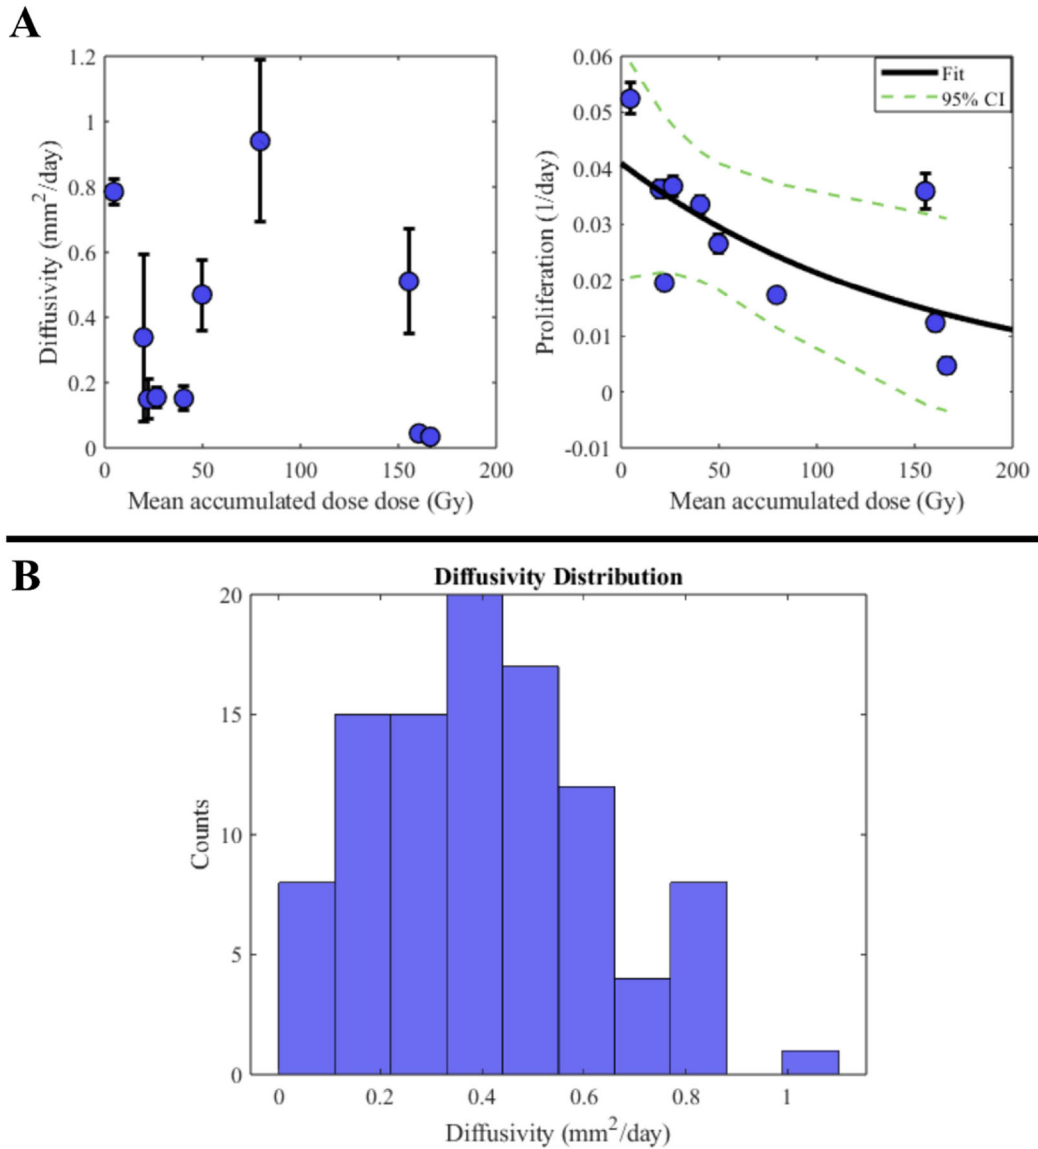 A
1.2
1
0.8
0.6
0.4
0.2
0
Diffusivity (mm²/day)
0 50 100 150 200
Mean accumulated dose dose (Gy)
0.06
0.05
0.04
0.03
0.02
0.01
0
-0.01
Proliferation (1/day)
Fit
95% CI
0 50 100 150 200
Mean accumulated dose (Gy)
B
Diffusivity Distribution
20
15
10
5
0
Counts
0 0.2 0.4 0.6 0.8 1
Diffusivity (mm²/day)